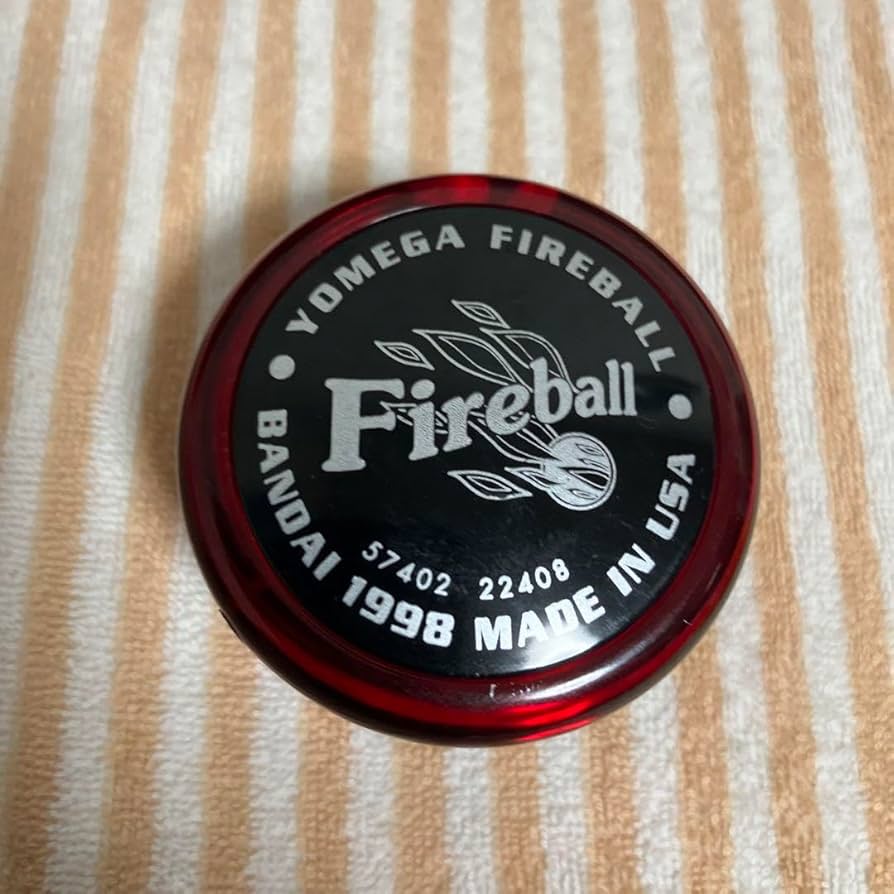 YOMEGA FIREBALL
Fireball
57402 22408
BANDAI 1998 MADE IN USA